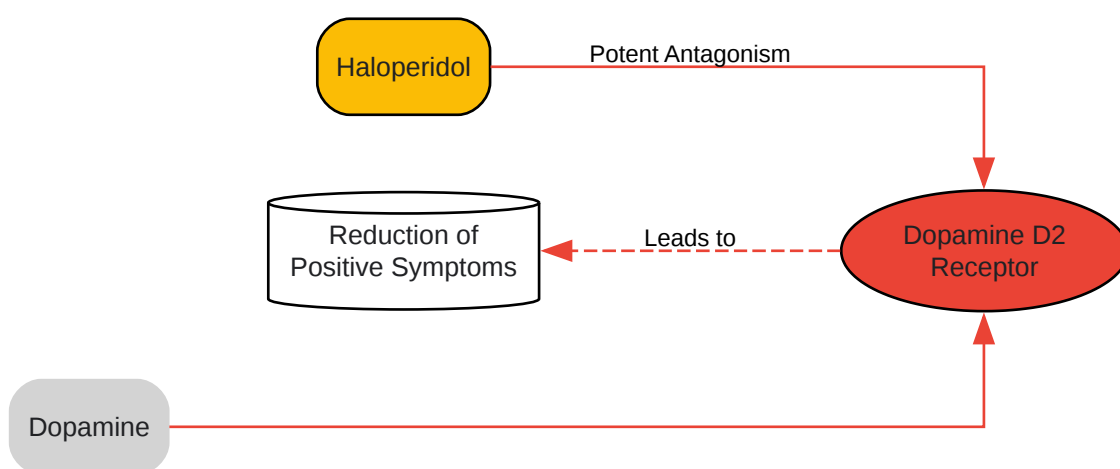 Haloperidol
Potent Antagonism
Reduction of
Positive Symptoms
Leads to
Dopamine D2
Receptor
Dopamine